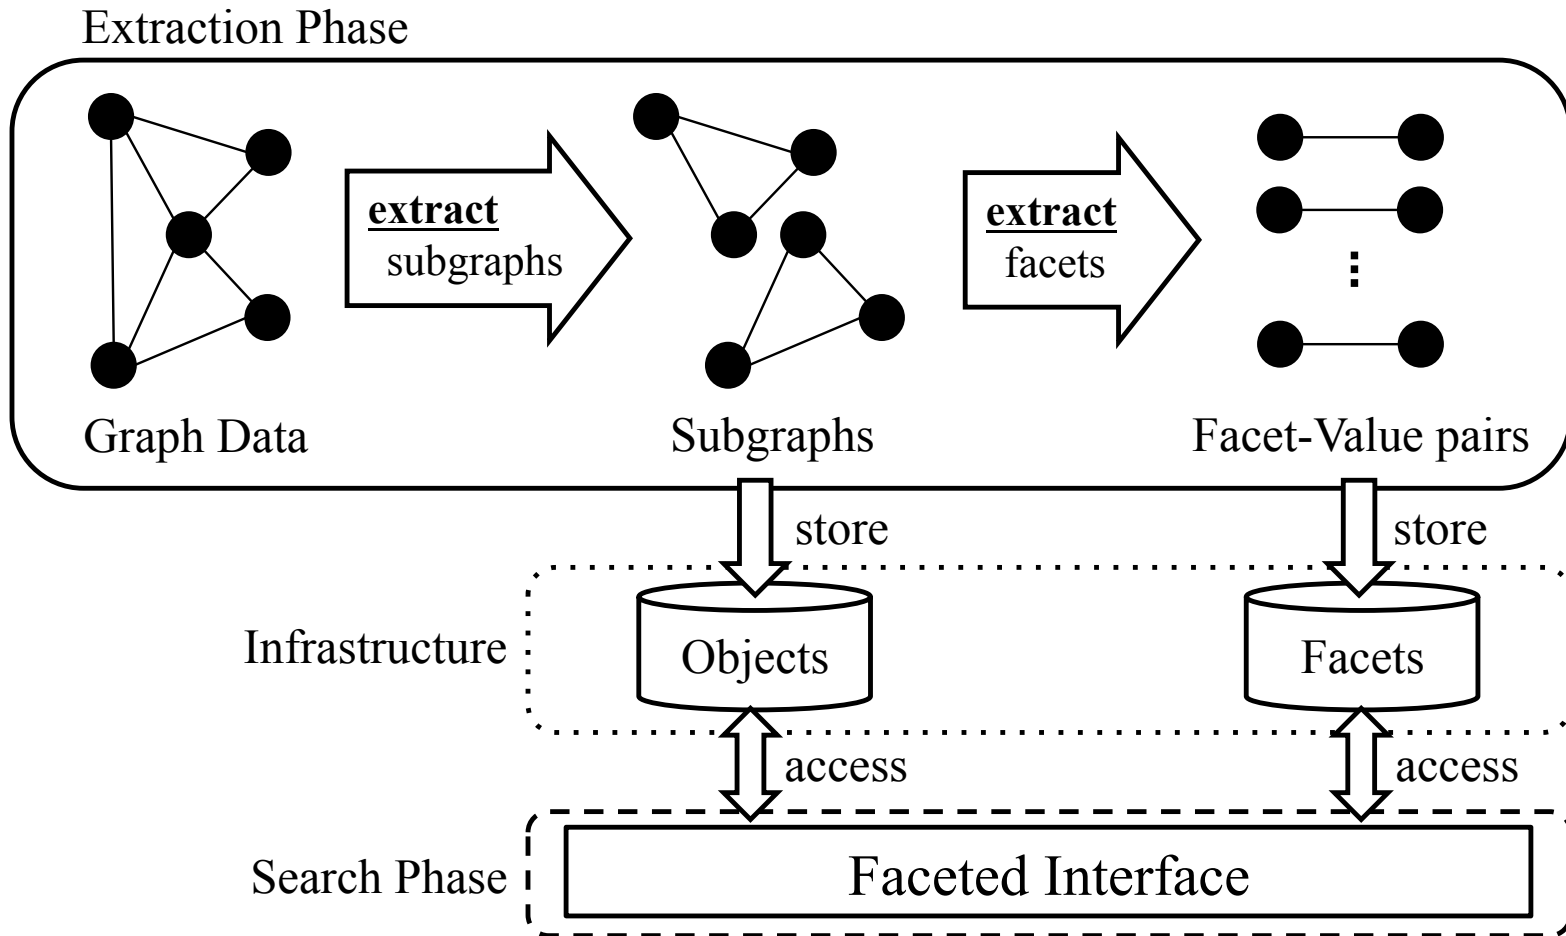 Extraction Phase
extract
subgraphs
extract
facets
Graph Data
Subgraphs
Facet-Value pairs
store
store
Infrastructure
Objects
Facets
access
access
Search Phase
Faceted Interface